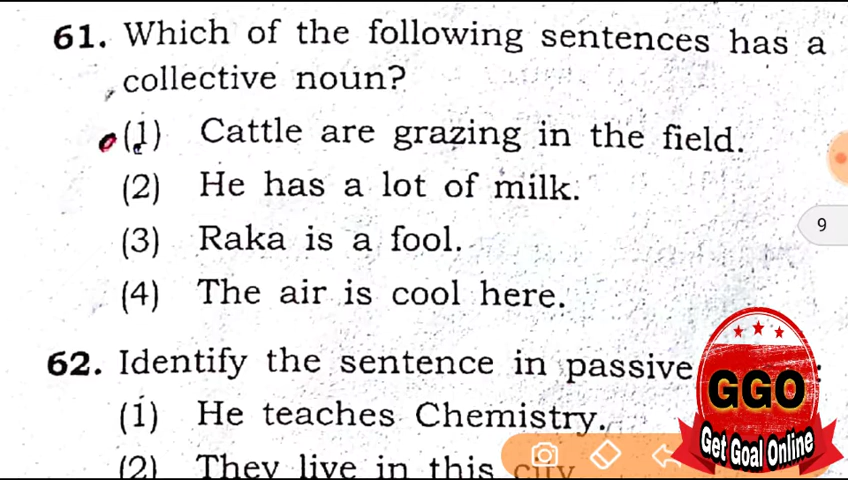 61. Which of the following sentences has a
collective noun?
(1) Cattle are grazing in the field.
(2) He has a lot of milk.
(3) Raka is a fool.
(4) The air is cool here.
9
62. Identify the sentence in passive
(1) He teaches Chemistry.
(2) They live in this city
GGO
Get Goal Online